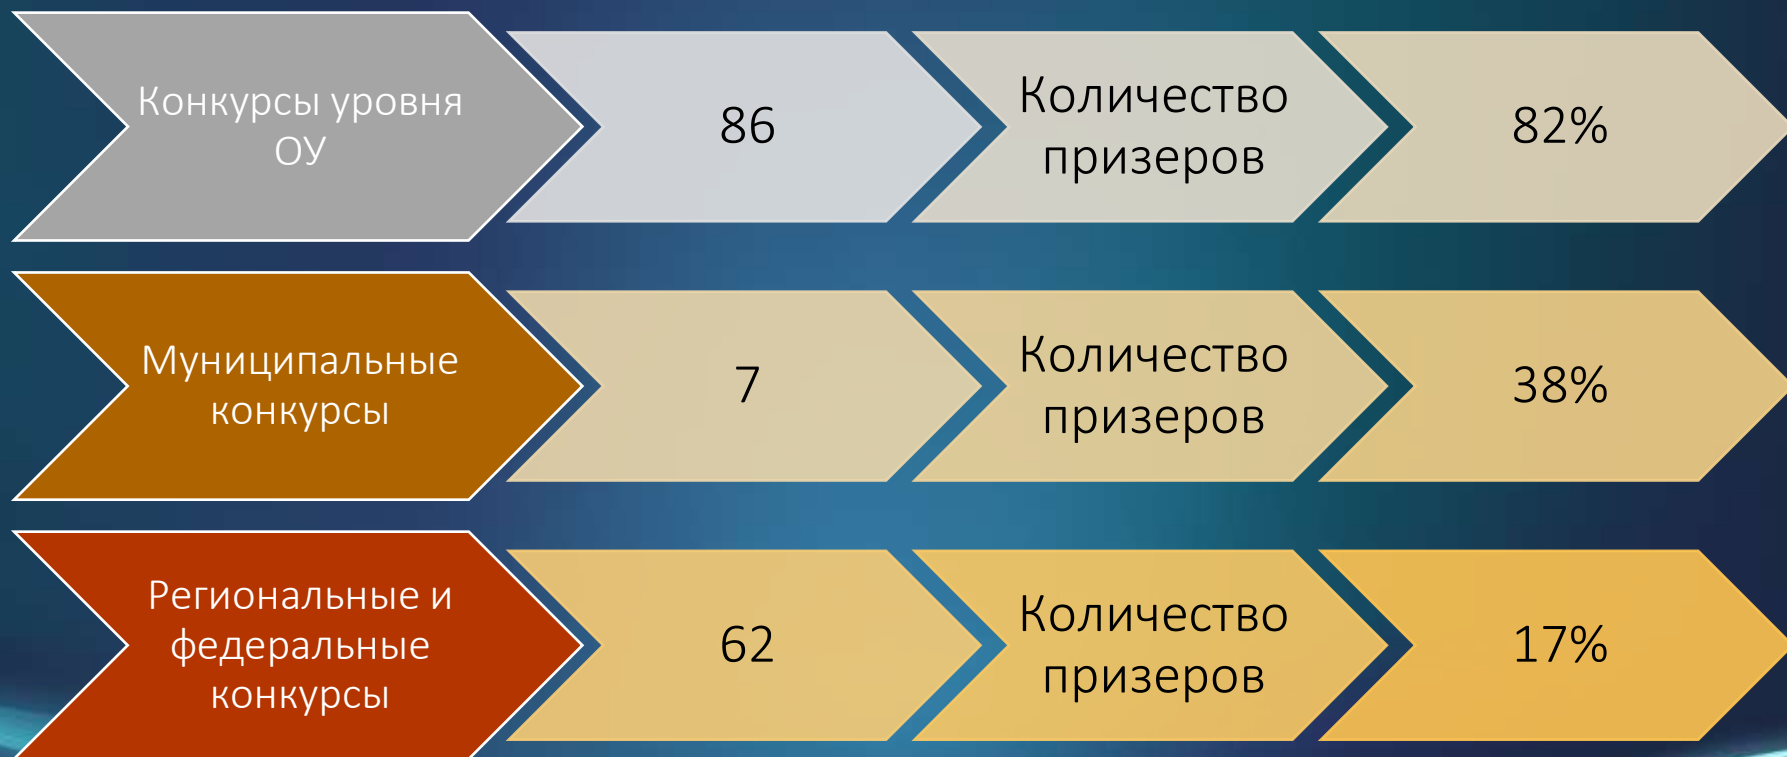 Конкурсы уровня
ОУ
86
Количество
призеров
82%
Муниципальные
конкурсы
7
Количество
призеров
38%
Региональные и
федеральные
конкурсы
62
Количество
призеров
17%